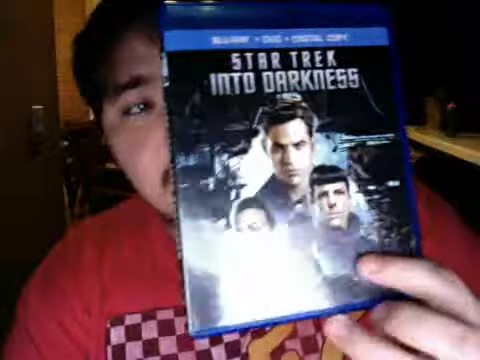 BLU-RAY + DVD + DIGITAL COPY
STAR TREK
INTO DARKNESS